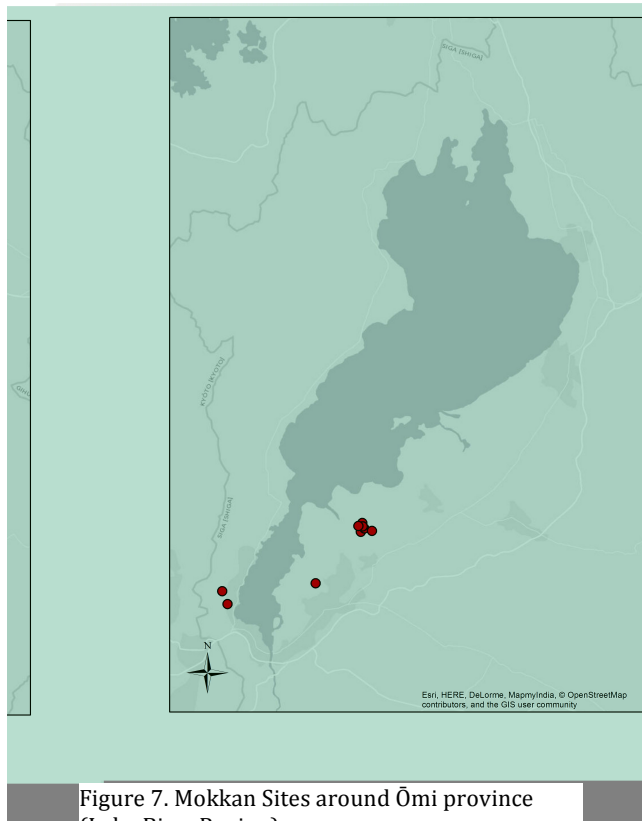 SIGA [SHIGA]
KYŌTO [KYOTO]
SIGA [SHIGA]
N
Esri, HERE, DeLorme, MapmyIndia, © OpenStreetMap
contributors, and the GIS user community
Figure 7. Mokkan Sites around Ōmi province